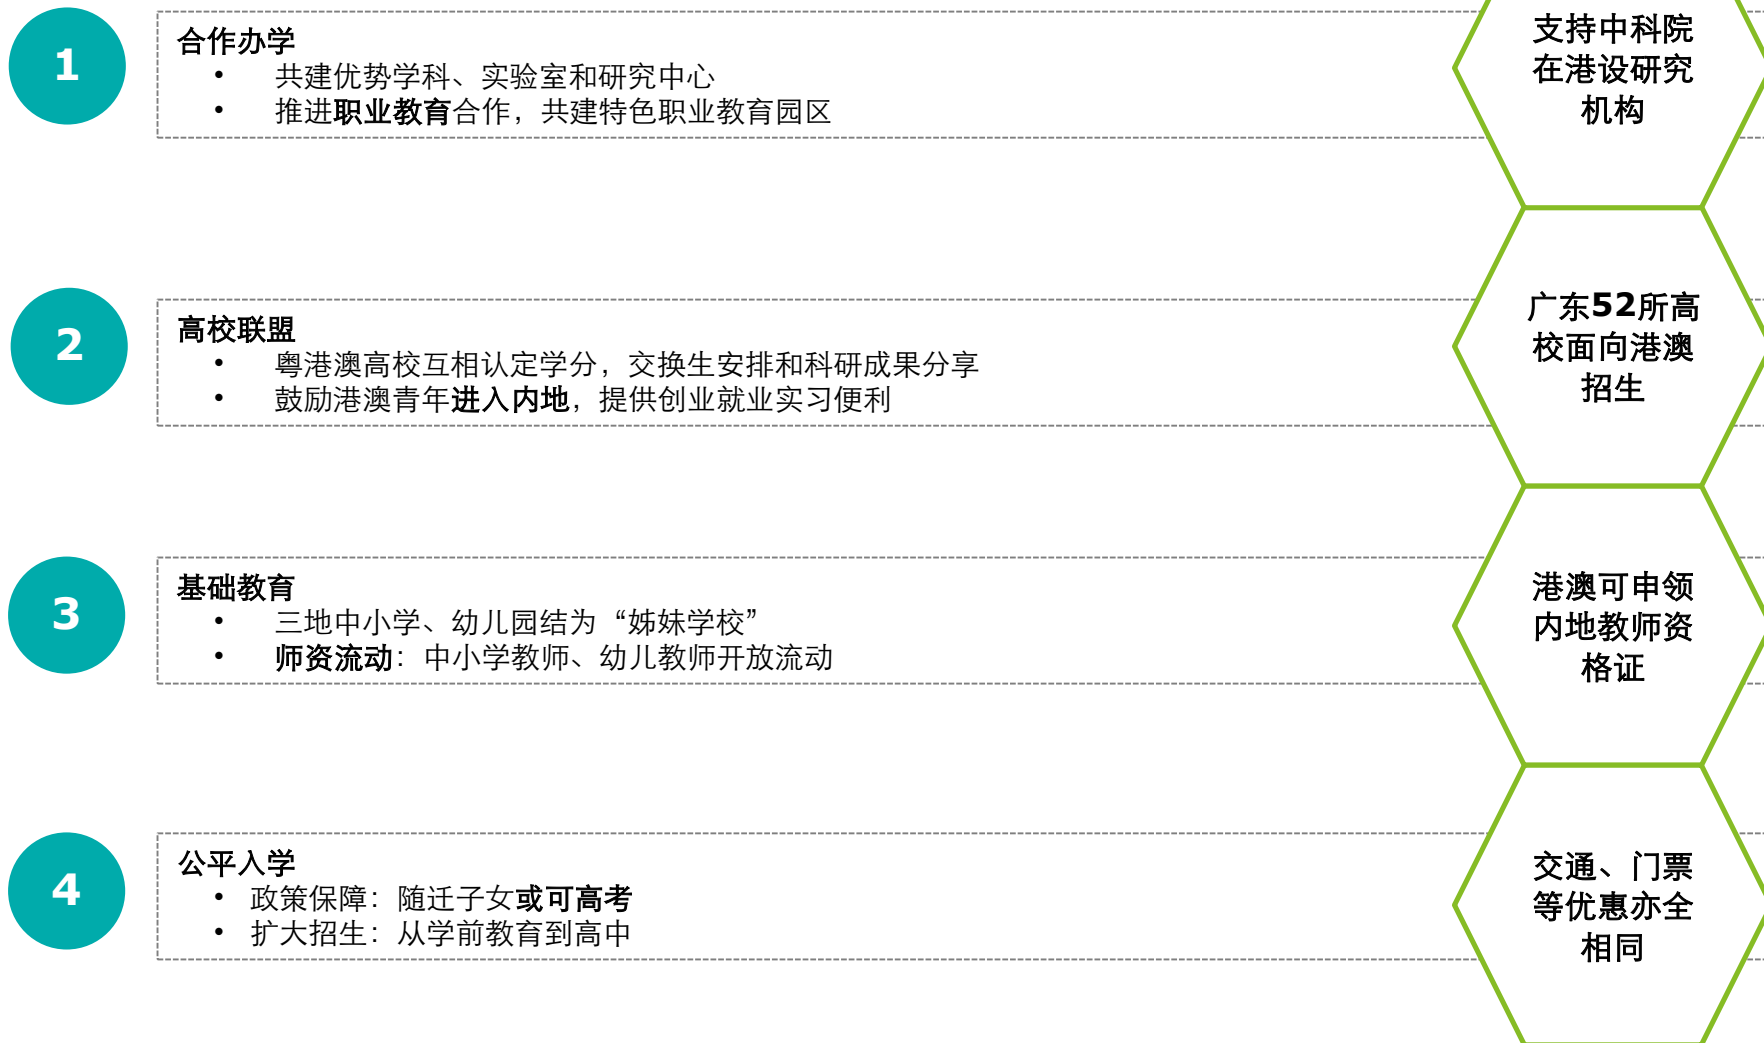 1
合作办学
• 共建优势学科、实验室和研究中心
• 推进职业教育合作，共建特色职业教育园区
支持中科院
在港设研究
机构
2
高校联盟
• 粤港澳高校互相认定学分，交换生安排和科研成果分享
• 鼓励港澳青年进入内地，提供创业就业实习便利
广东52所高
校面向港澳
招生
3
基础教育
• 三地中小学、幼儿园结为“姊妹学校”
• 师资流动：中小学教师、幼儿教师开放流动
港澳可申领
内地教师资
格证
4
公平入学
• 政策保障：随迁子女或可高考
• 扩大招生：从学前教育到高中
交通、门票
等优惠亦全
相同